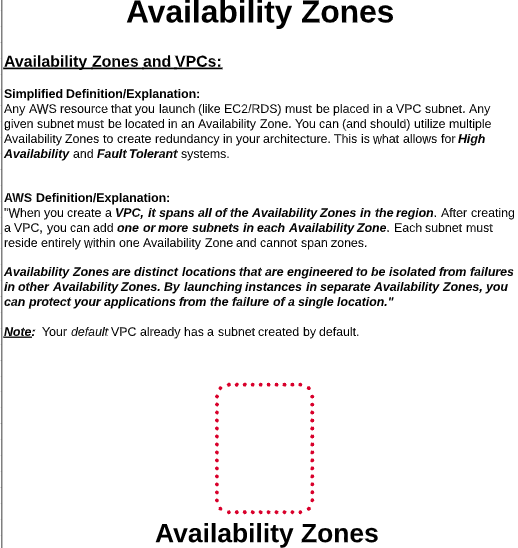 Availability Zones
Availability Zones and VPCs:
Simplified Definition/Explanation:
Any AWS resource that you launch (like EC2/RDS) must be placed in a VPC subnet. Any
given subnet must be located in an Availability Zone. You can (and should) utilize multiple
Availability Zones to create redundancy in your architecture. This is what allows for High
Availability and Fault Tolerant systems.
AWS Definition/Explanation:
"When you create a VPC, it spans all of the Availability Zones in the region. After creating
a VPC, you can add one or more subnets in each Availability Zone. Each subnet must
reside entirely within one Availability Zone and cannot span zones.
Availability Zones are distinct locations that are engineered to be isolated from failures
in other Availability Zones. By launching instances in separate Availability Zones, you
can protect your applications from the failure of a single location."
Note: Your default VPC already has a subnet created by default.
Availability Zones